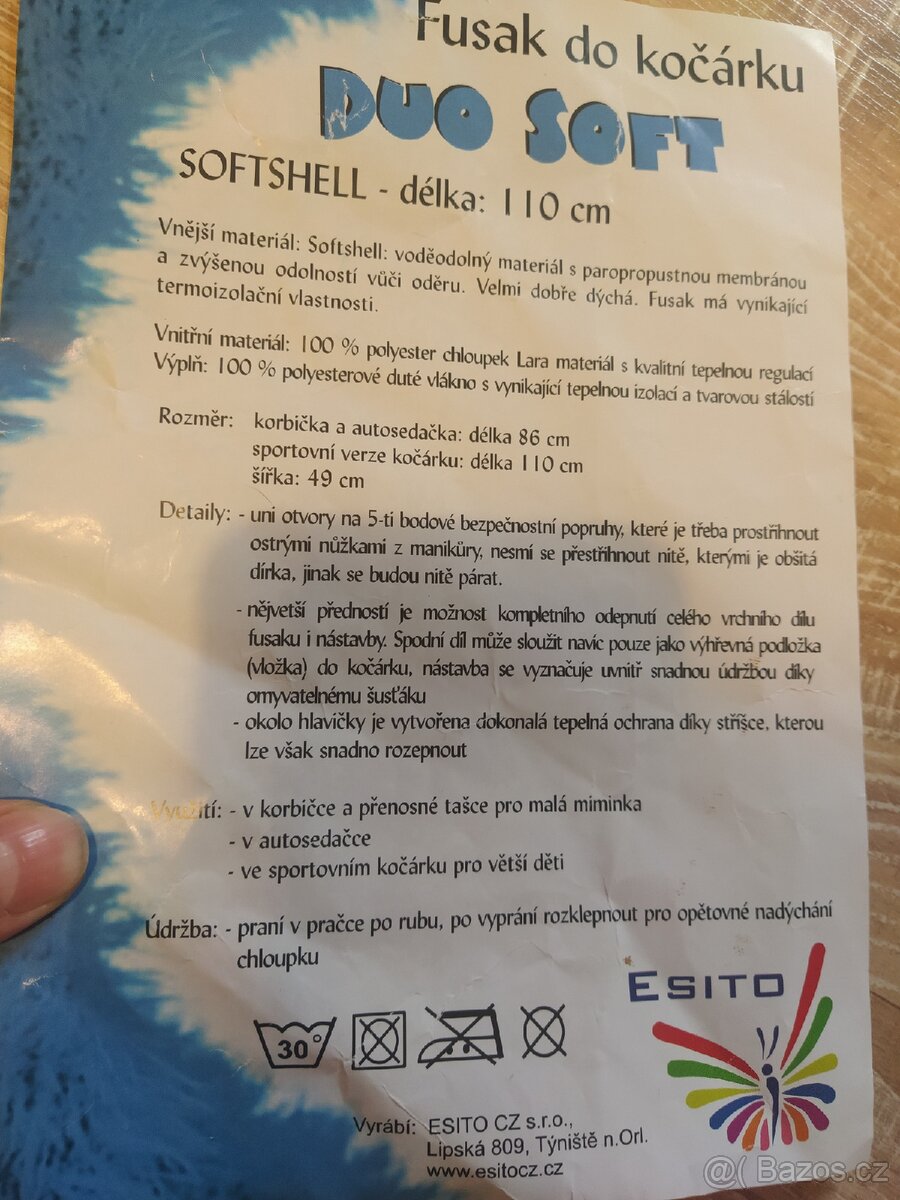 Fusak do kočárku
DUO SOFT
SOFTSHELL - délka: 110 cm
Vnější materiál: Softshell: voděodolný materiál s paropropustnou membránou
a zvýšenou odolností vůči oděru. Velmi dobře dýchá. Fusak má vynikající
termoizolační vlastnosti.
Vnitřní materiál: 100 % polyester chloupek Lara materiál s kvalitní tepelnou regulací
Výplň: 100 % polyesterové duté vlákno s vynikající tepelnou izolací a tvarovou stálostí
Rozměr: korbička a autosedačka: délka 86 cm
sportovní verze kočárku: délka 110 cm
šířka: 49 cm
Detaily: - uni otvory na 5-ti bodové bezpečnostní popruhy, které je třeba prostřihnout
ostrými nůžkami z manikúry, nesmí se přestřihnout nitě, kterými je obšitá
dírka, jinak se budou nitě párat.
- nějvetší předností je možnost kompletního odepnutí celého vrchního dílu
fusaku i nástavby. Spodní díl může sloužit navíc pouze jako výhřevná podložka
(vložka) do kočárku, nástavba se vyznačuje uvnitř snadnou údržbou díky
omyvatelnému šusťáku
- okolo hlavičky je vytvořena dokonalá tepelná ochrana díky stříšce, kterou
lze však snadno rozepnout
Využití: - v korbičce a přenosné tašce pro malá miminka
- v autosedačce
- ve sportovním kočárku pro větší děti
Údržba: - praní v pračce po rubu, po vyprání rozklepnout pro opětovné nadýchání
chloupku
ESITO
30°
Vyrábí: ESITO CZ s.r.o.,
Lipská 809, Týniště n.Orl.
www.esitocz.cz
@( Bazos.cz